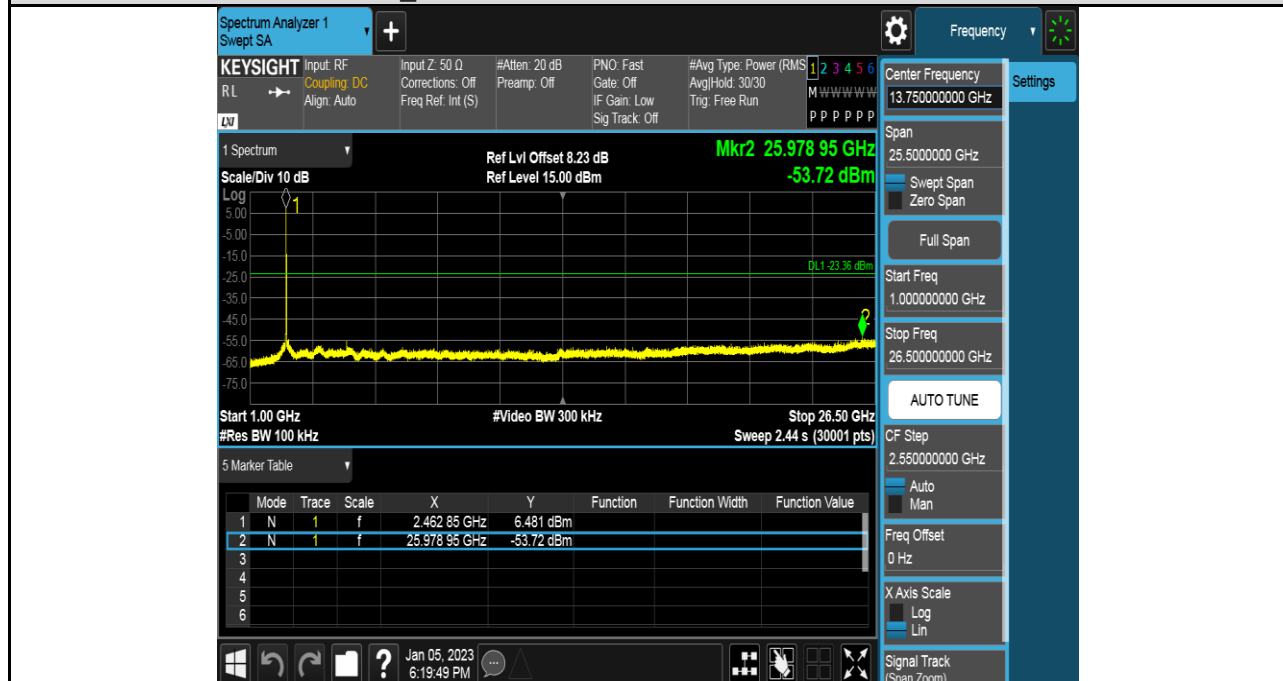 Spectrum Analyzer 1
Swept SA
+
Frequency
KEYSIGHT
RL
LXI
Input: RF
Coupling: DC
Align: Auto
Input Z: 50 Ω
Corrections: Off
Freq Ref: Int (S)
#Atten: 20 dB
Preamp: Off
PNO: Fast
Gate: Off
IF Gain: Low
Sig Track: Off
#Avg Type: Power (RMS
Avg|Hold: 30/30
Trig: Free Run
1 2 3 4 5 6
M W W W W W
P P P P P P
1 Spectrum
Scale/Div 10 dB
Ref Lvl Offset 8.23 dB
Ref Level 15.00 dBm
Mkr2 25.978 95 GHz
-53.72 dBm
Log
5.00
-5.00
-15.0
-25.0
-35.0
-45.0
-55.0
-65.0
-75.0
1
DL1 -23.36 dBm
2
Start 1.00 GHz
#Res BW 100 kHz
#Video BW 300 kHz
Stop 26.50 GHz
Sweep 2.44 s (30001 pts)
5 Marker Table
Mode Trace Scale X Y Function Function Width Function Value
1 N 1 f 2.462 85 GHz 6.481 dBm
2 N 1 f 25.978 95 GHz -53.72 dBm
3
4
5
6
?
Jan 05, 2023
6:19:49 PM
Center Frequency
13.750000000 GHz
Settings
Span
25.5000000 GHz
Swept Span
Zero Span
Full Span
Start Freq
1.000000000 GHz
Stop Freq
26.500000000 GHz
AUTO TUNE
CF Step
2.550000000 GHz
Auto
Man
Freq Offset
0 Hz
X Axis Scale
Log
Lin
Signal Track
(Span Zoom)